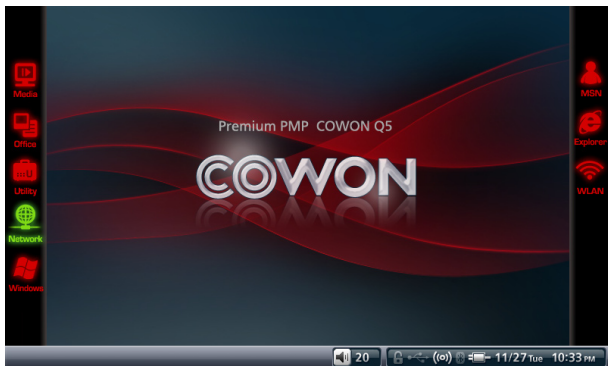 Media
Office
Utility
Network
Windows
Premium PMP COWON Q5
COWON
MSN
Explorer
WLAN
20
11/27 Tue 10:33 PM